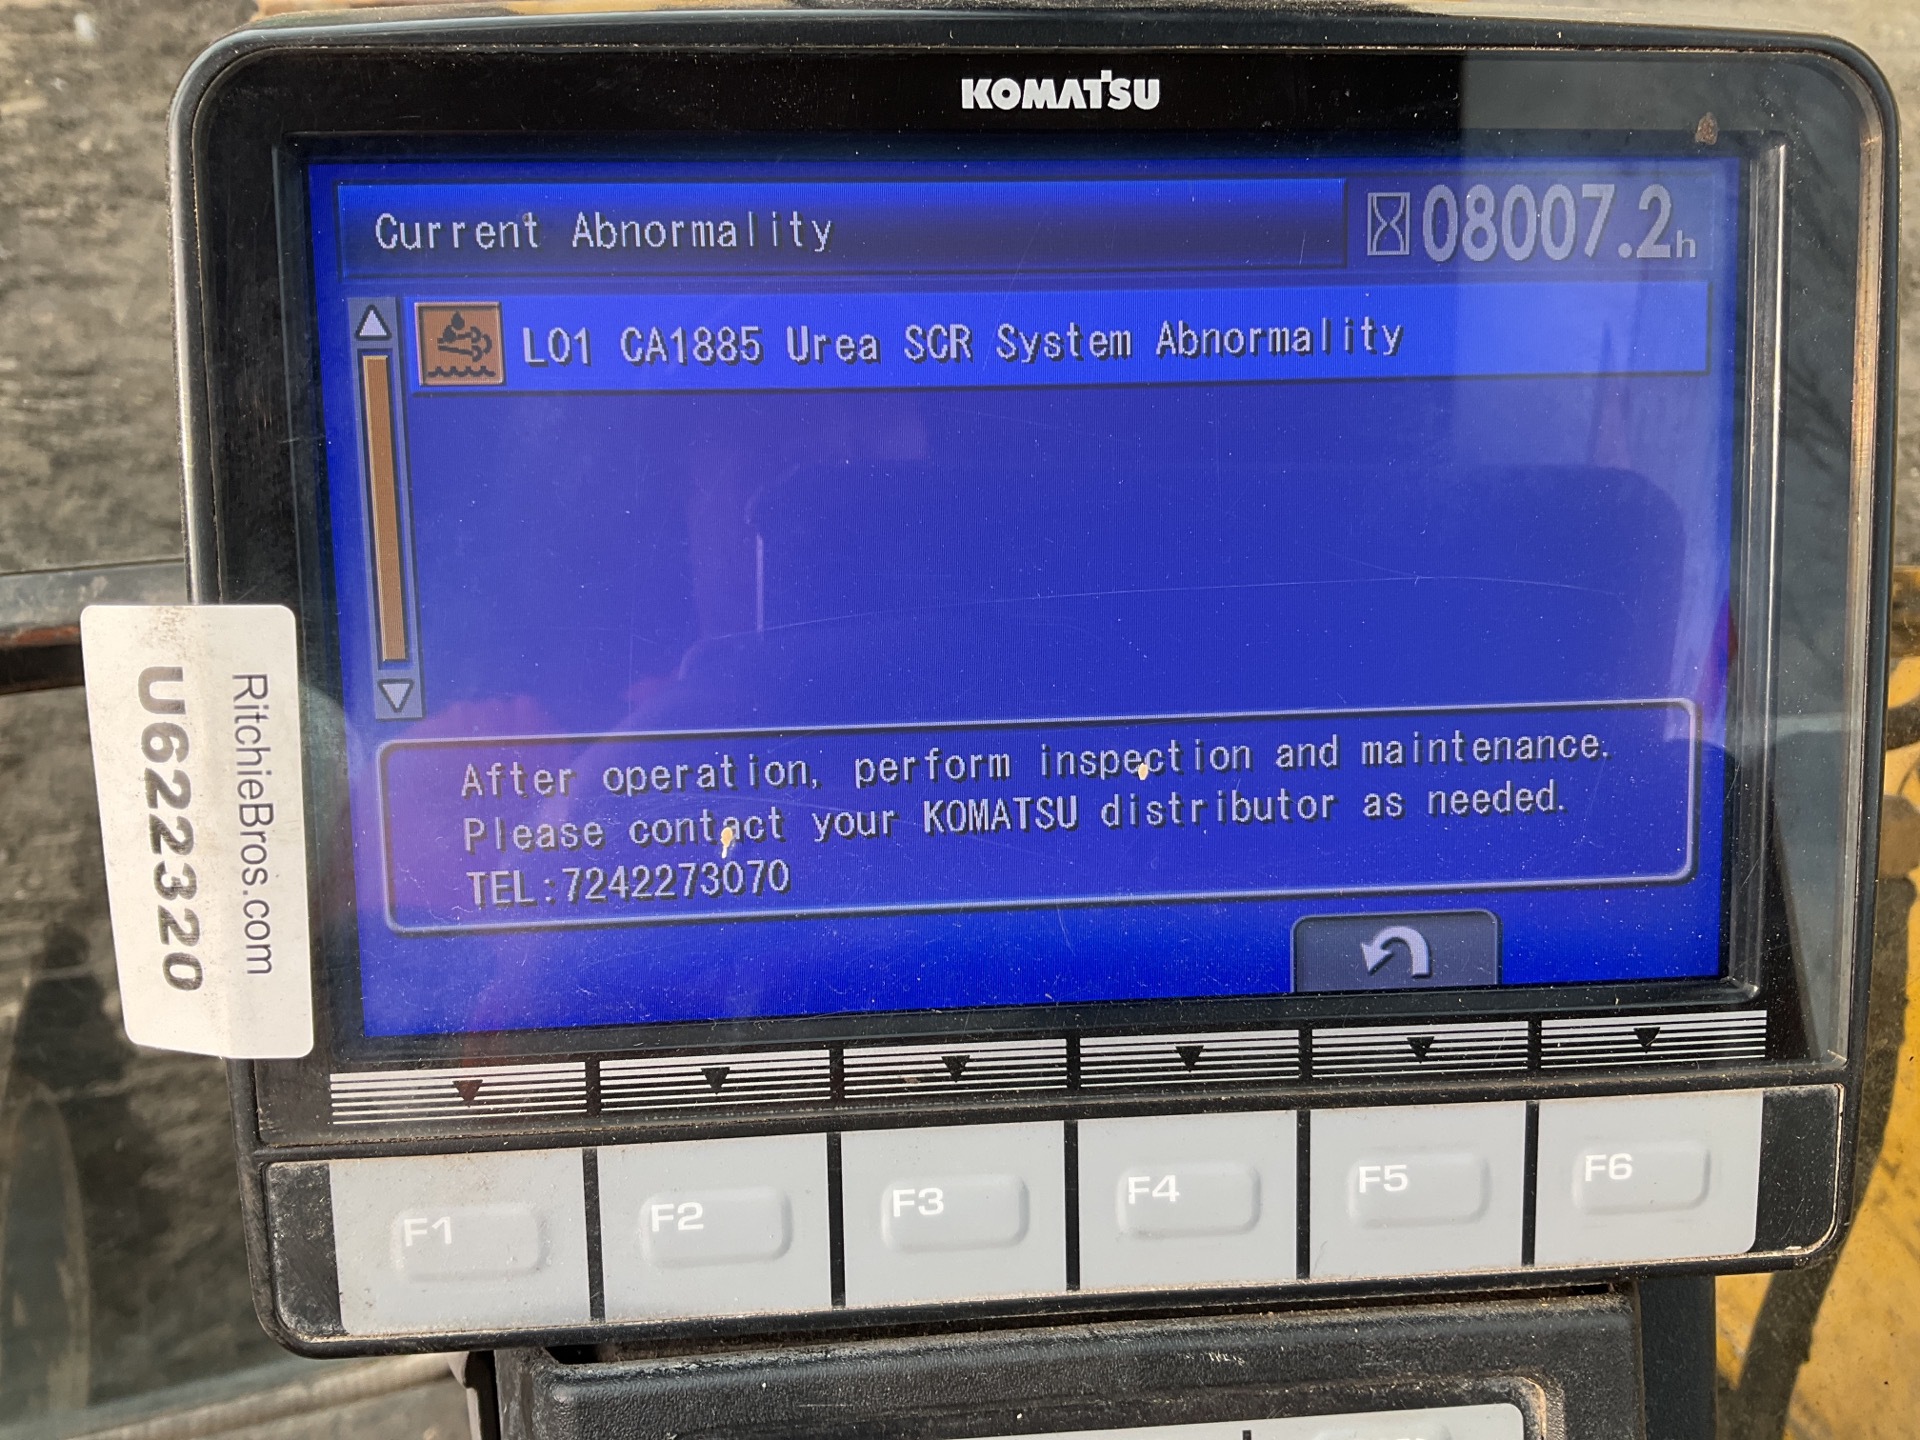 KOMATSU
Current Abnormality
08007.2h
L01 CA1885 Urea SCR System Abnormality
After operation, perform inspection and maintenance.
Please contact your KOMATSU distributor as needed.
TEL:7242273070
RitchieBros.com
U622320
F1
F2
F3
F4
F5
F6